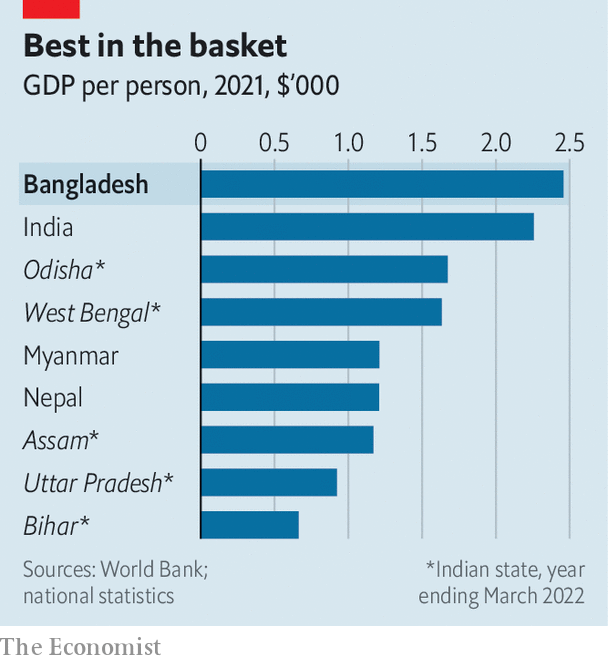 Best in the basket
GDP per person, 2021, $’000
0 0.5 1.0 1.5 2.0 2.5
Bangladesh
India
Odisha*
West Bengal*
Myanmar
Nepal
Assam*
Uttar Pradesh*
Bihar*
Sources: World Bank;
national statistics
*Indian state, year
ending March 2022
The Economist